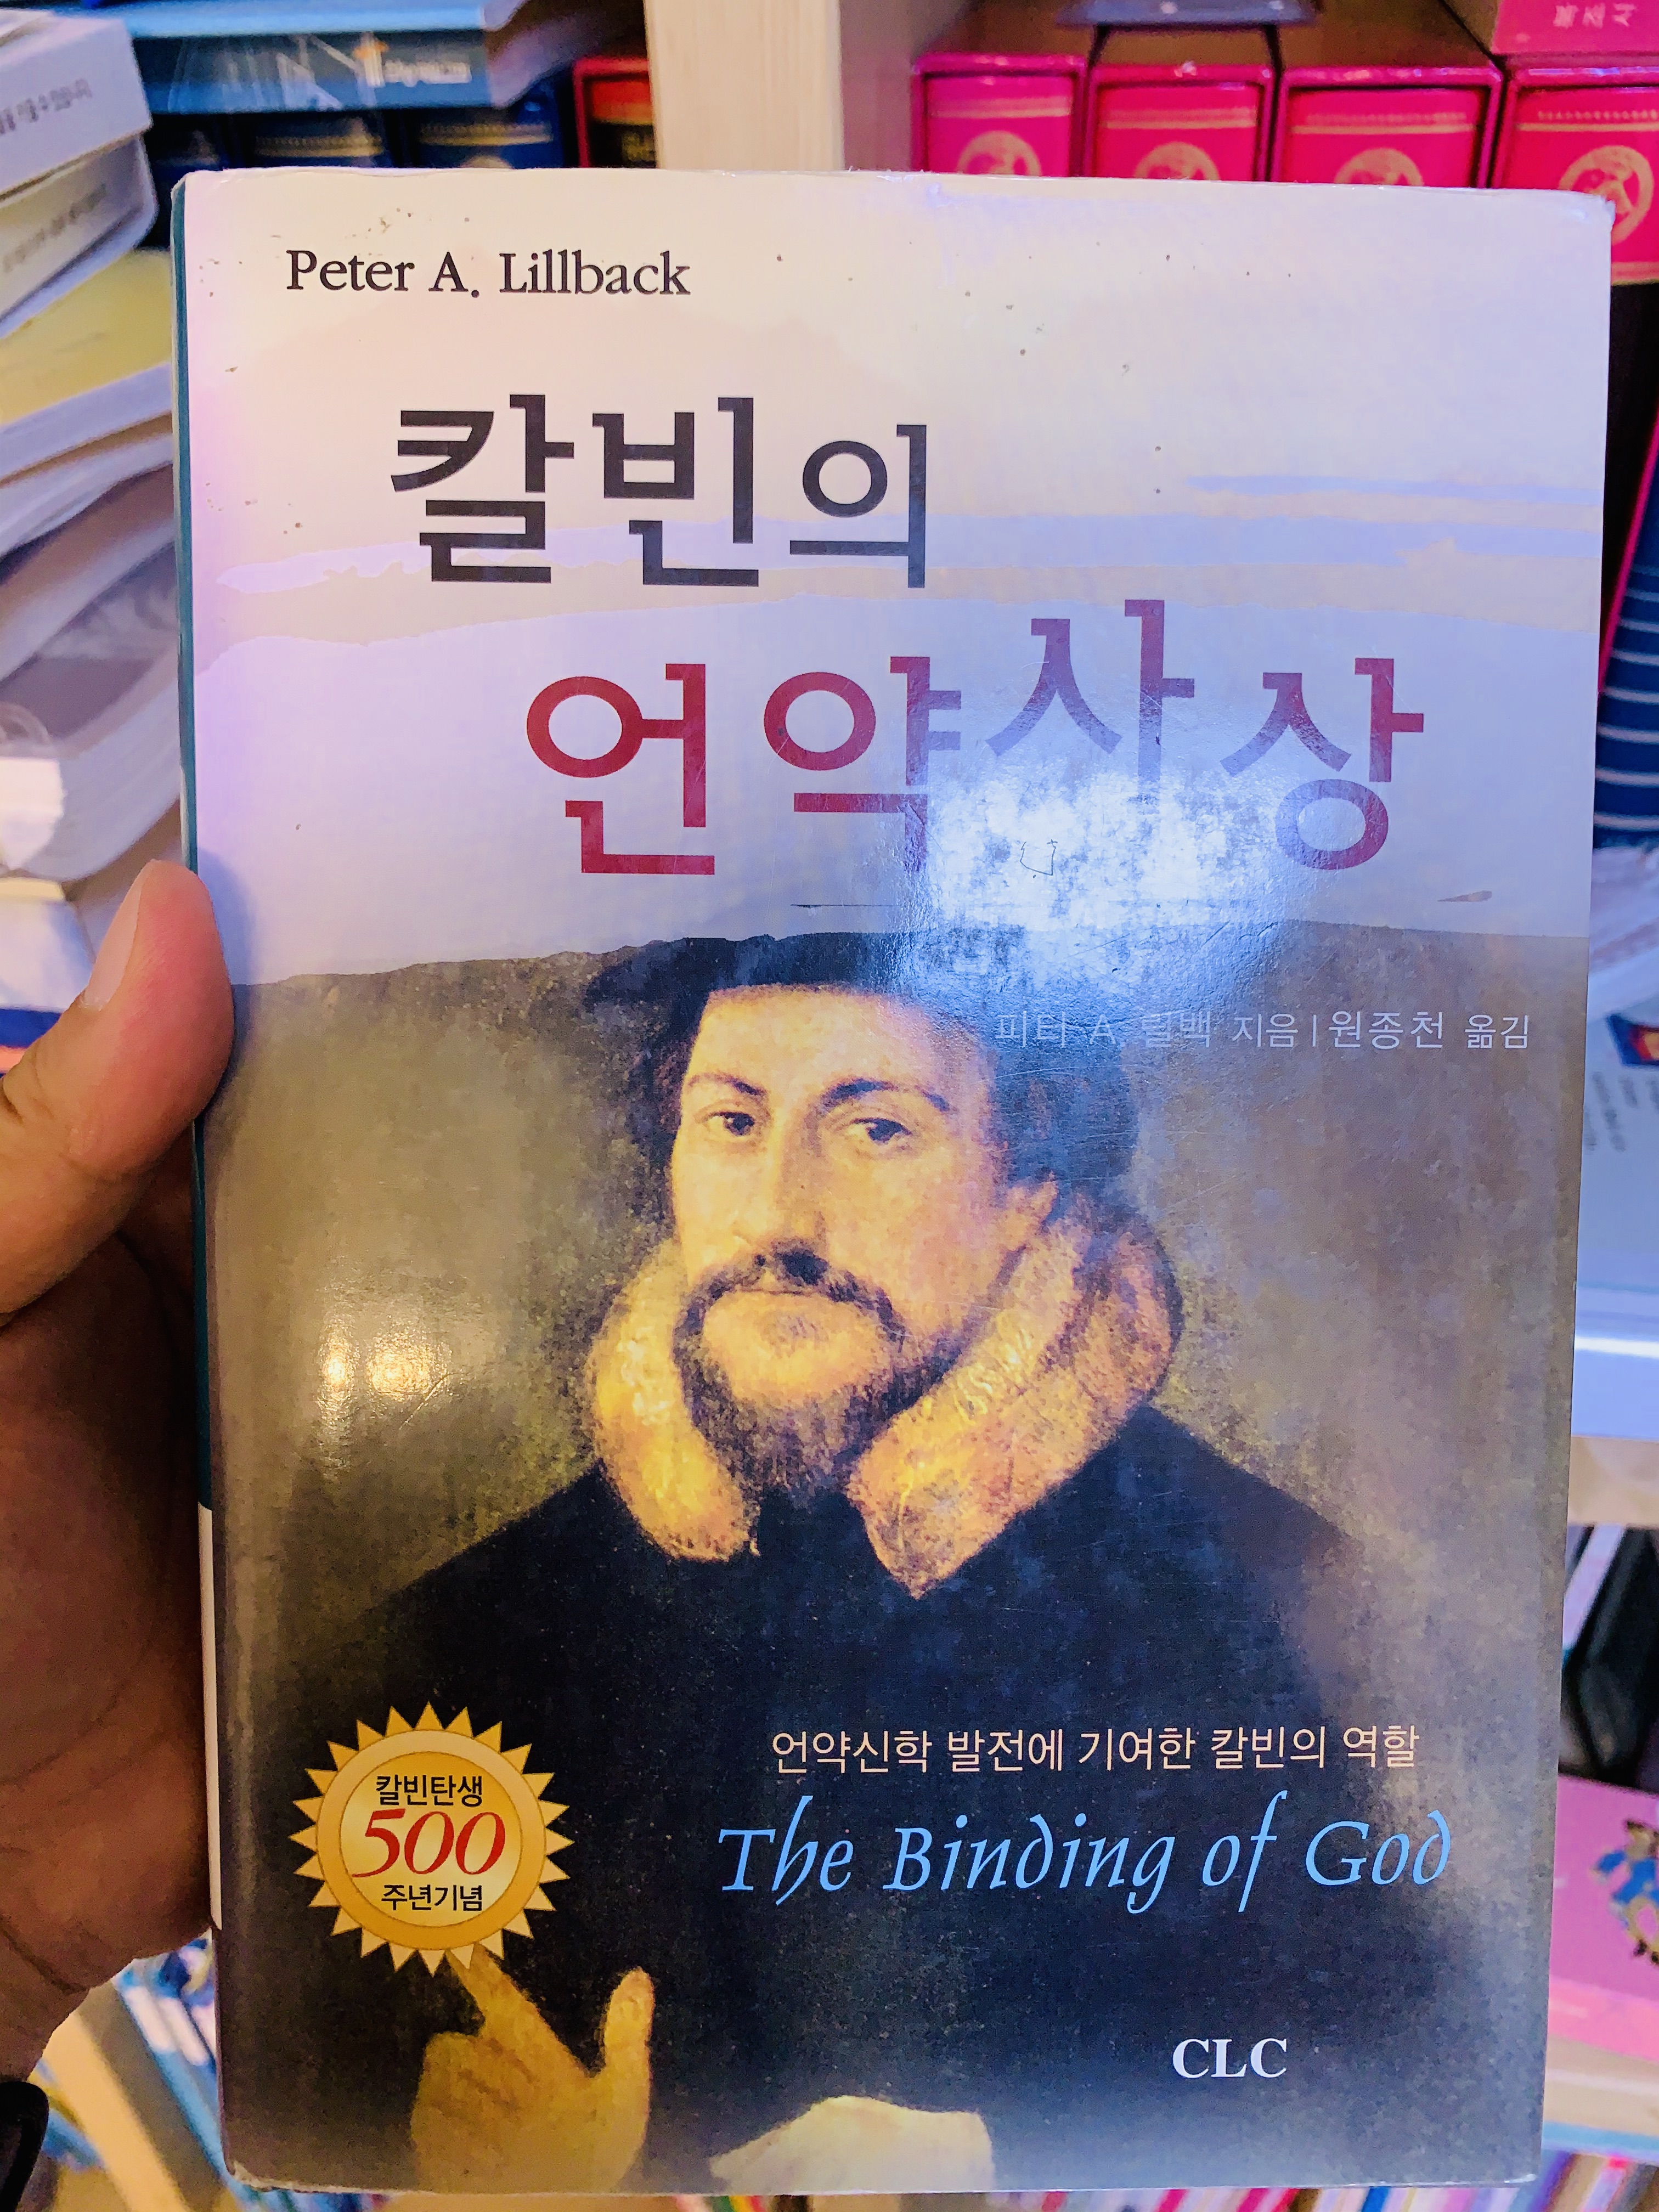 Peter A. Lillback
칼빈의
언약사상
피터 A. 릴백 지음 | 원종천 옮김
언약신학 발전에 기여한 칼빈의 역할
The Binding of God
칼빈탄생
500
주년기념
CLC